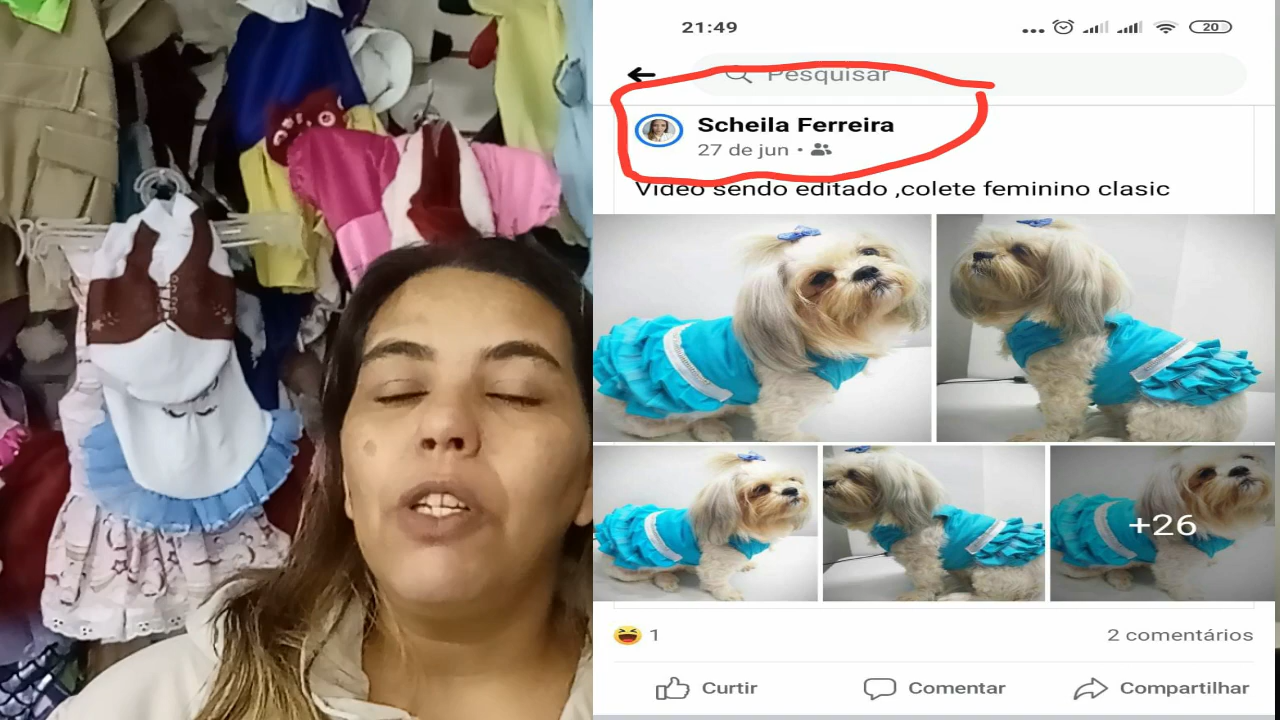 21:49
20
Pesquisar
Scheila Ferreira
27 de jun
Vídeo sendo editado ,colete feminino clasic
+26
1
2 comentários
Curtir
Comentar
Compartilhar